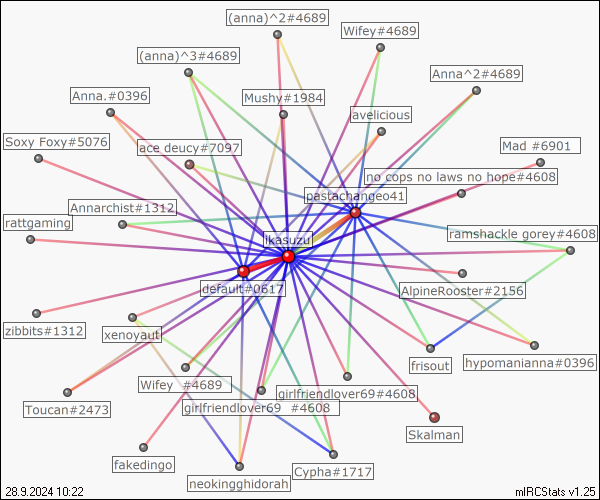 (anna)^2#4689
Wifey#4689
(anna)^3#4689
Anna^2#4689
Anna.#0396
Mushy#1984
avelicious
Soxy Foxy#5076
ace deucy#7097
Mad #6901
no cops no laws no hope#4608
pastachangeo41
Annarchist#1312
rattgaming
ikasuzu
ramshackle gorey#4608
default#0617
AlpineRooster#2156
zibbits#1312
xenoyaut
frisout
hypomanianna#0396
Wifey #4689
girlfriendlover69#4608
girlfriendlover69 #4608
Toucan#2473
Skalman
fakedingo
Cypha#1717
neokingghidorah
28.9.2024 10:22
mIRCStats v1.25